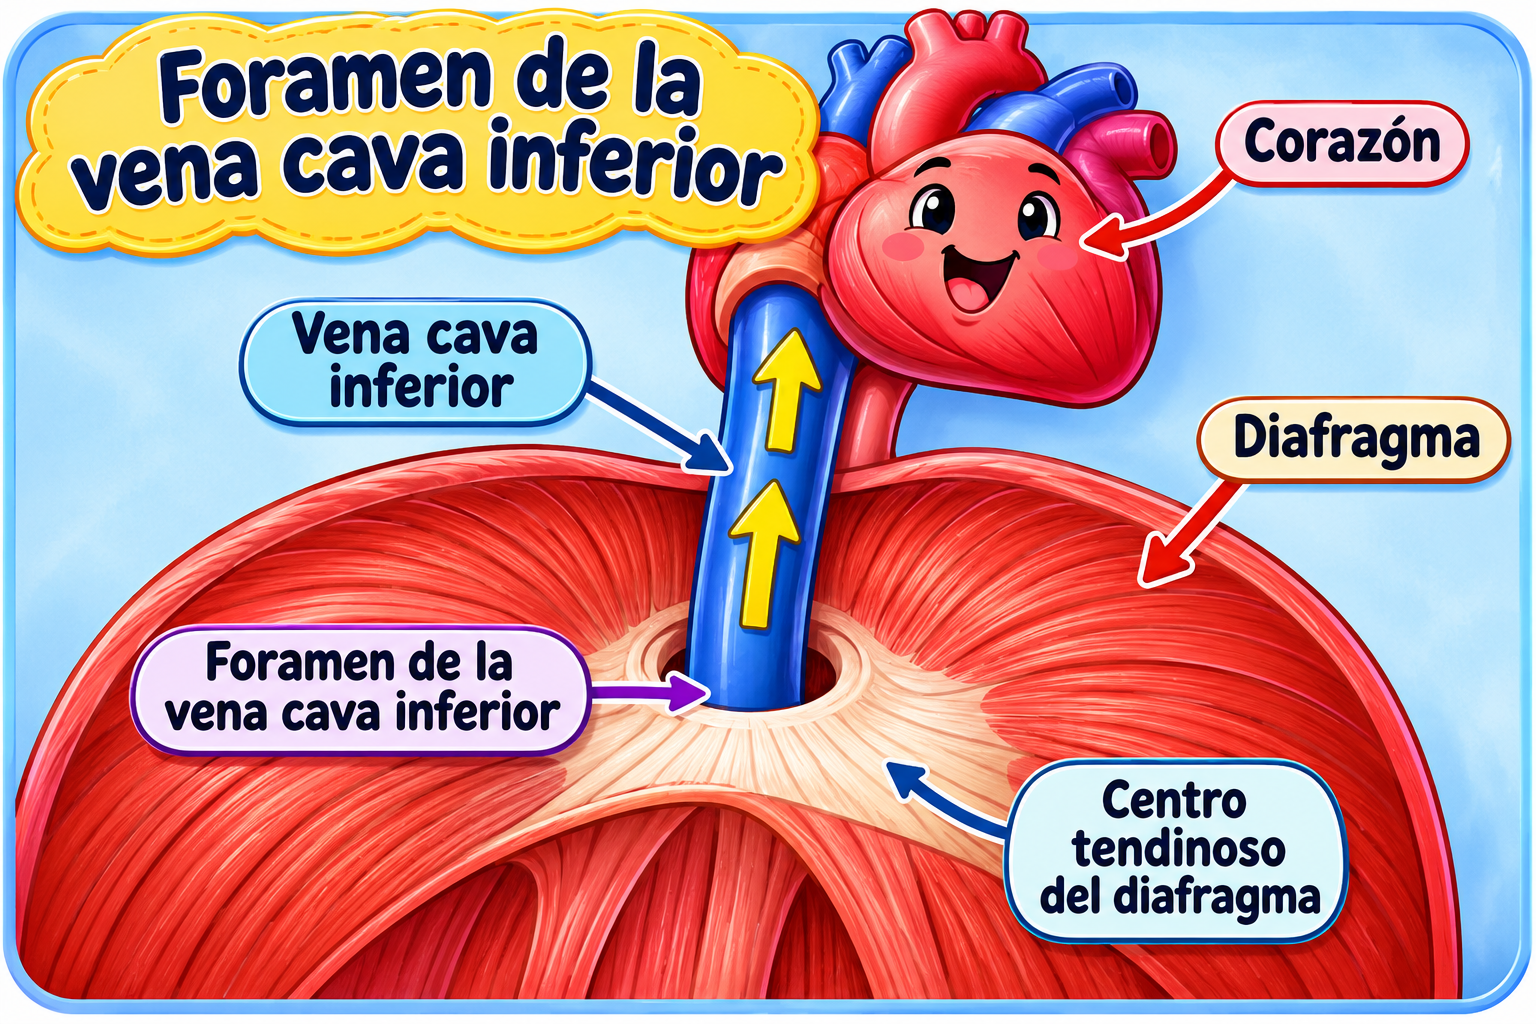 Foramen de la
vena cava inferior
Corazón
Vena cava
inferior
Diafragma
Foramen de la
vena cava inferior
Centro
tendinoso
del diafragma